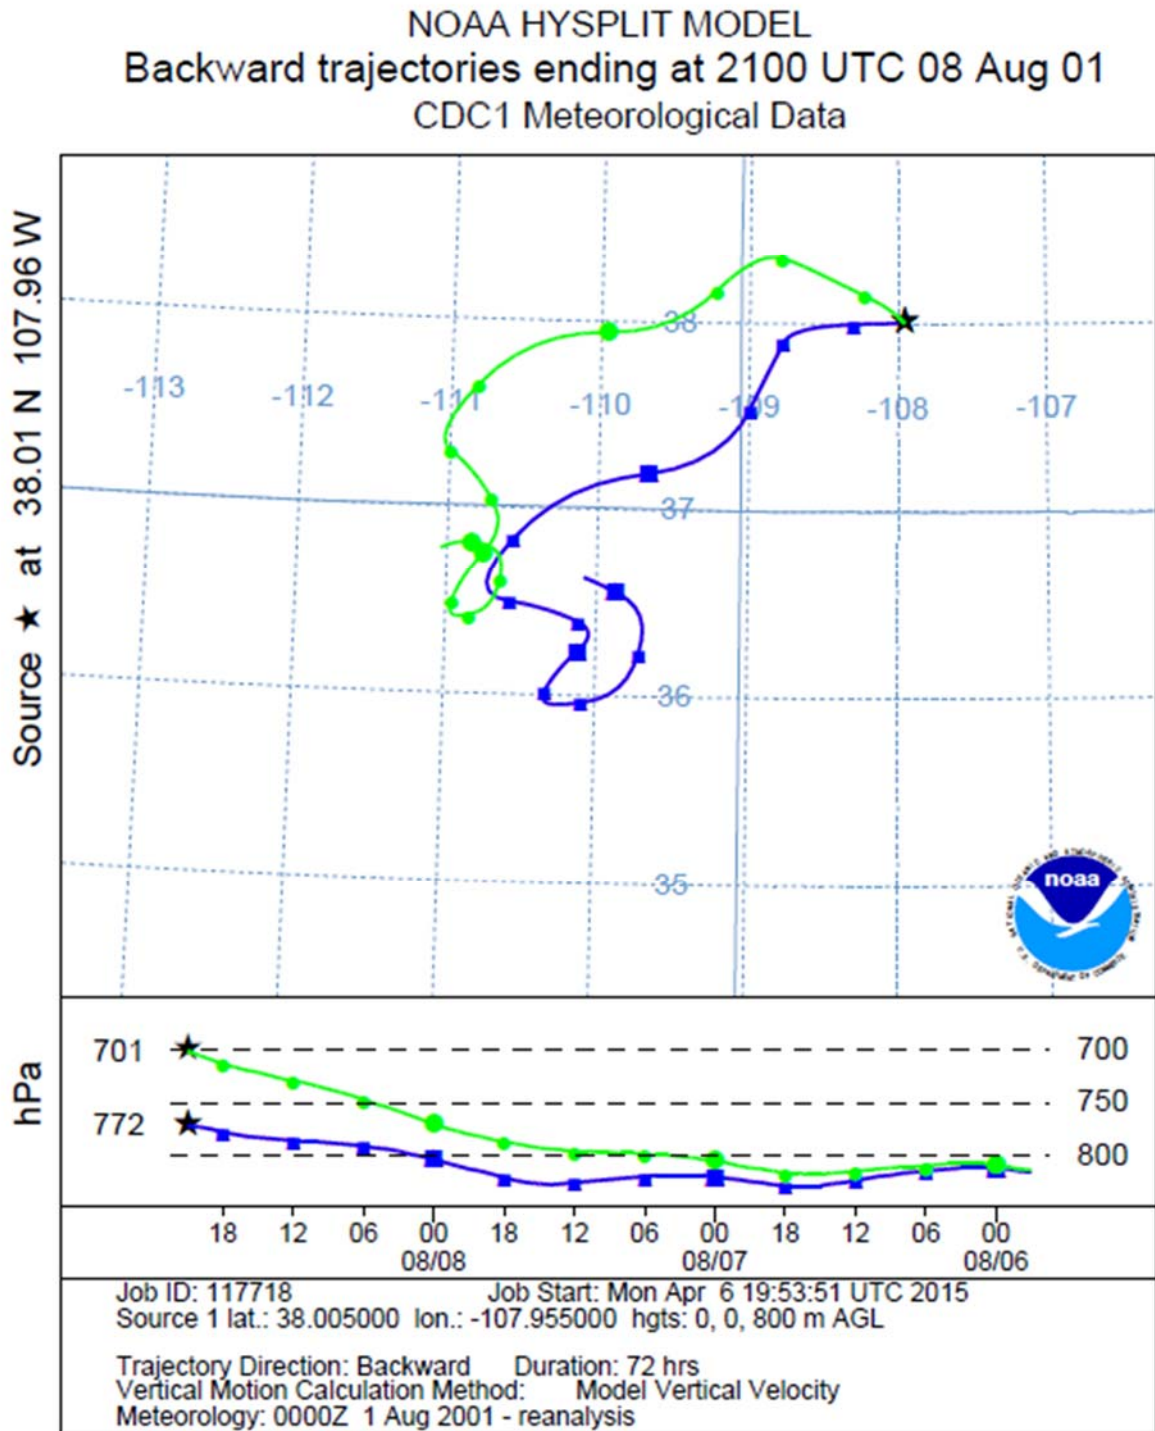 NOAA HYSPLIT MODEL
Backward trajectories ending at 2100 UTC 08 Aug 01
CDC1 Meteorological Data
Source ★ at 38.01 N 107.96 W
38
-113
-112
-111
-110
-109
-108
-107
37
36
35
noaa
hPa
701
772
700
750
800
18 12 06 00 18 12 06 00 18 12 06 00
08/08 08/07 08/06
Job ID: 117718 Job Start: Mon Apr 6 19:53:51 UTC 2015
Source 1 lat.: 38.005000 lon.: -107.955000 hgts: 0, 0, 800 m AGL
Trajectory Direction: Backward Duration: 72 hrs
Vertical Motion Calculation Method: Model Vertical Velocity
Meteorology: 0000Z 1 Aug 2001 - reanalysis